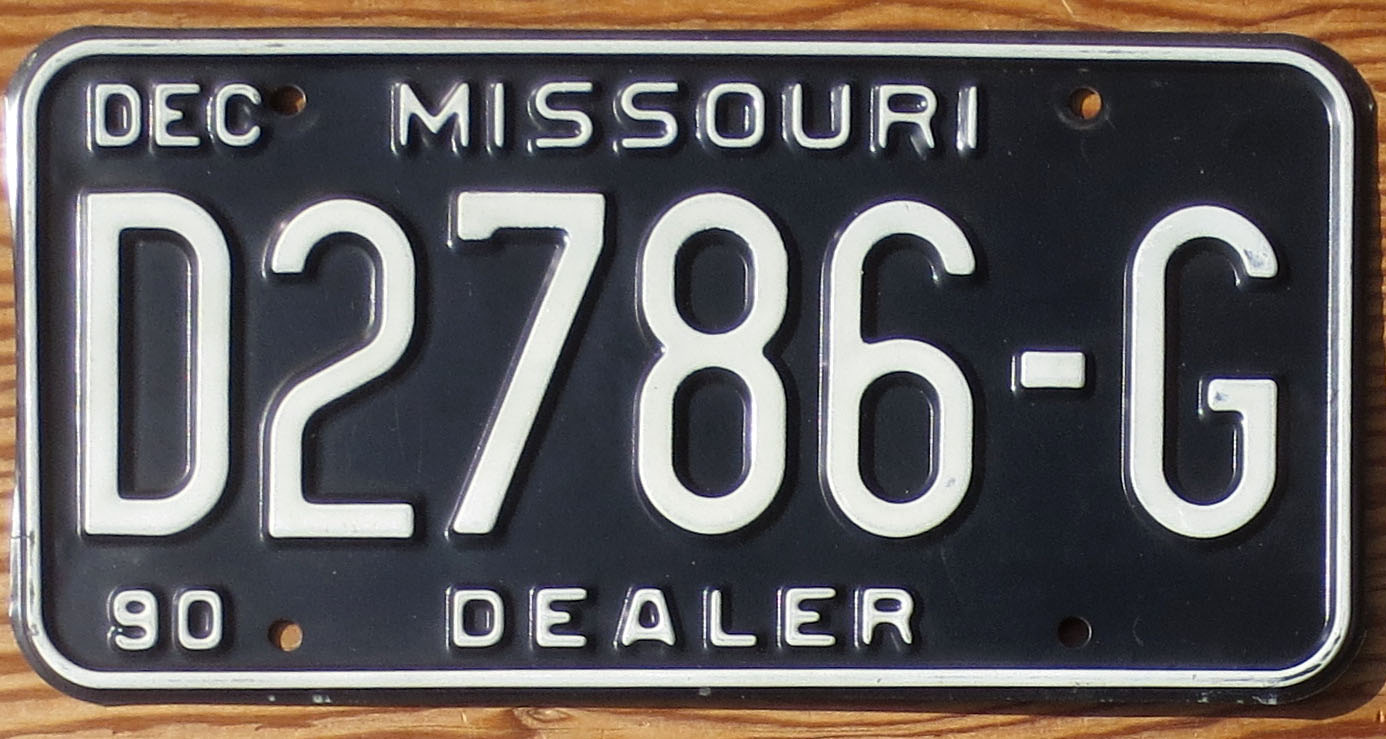 DEC MISSOURI
D2786-G
90 DEALER